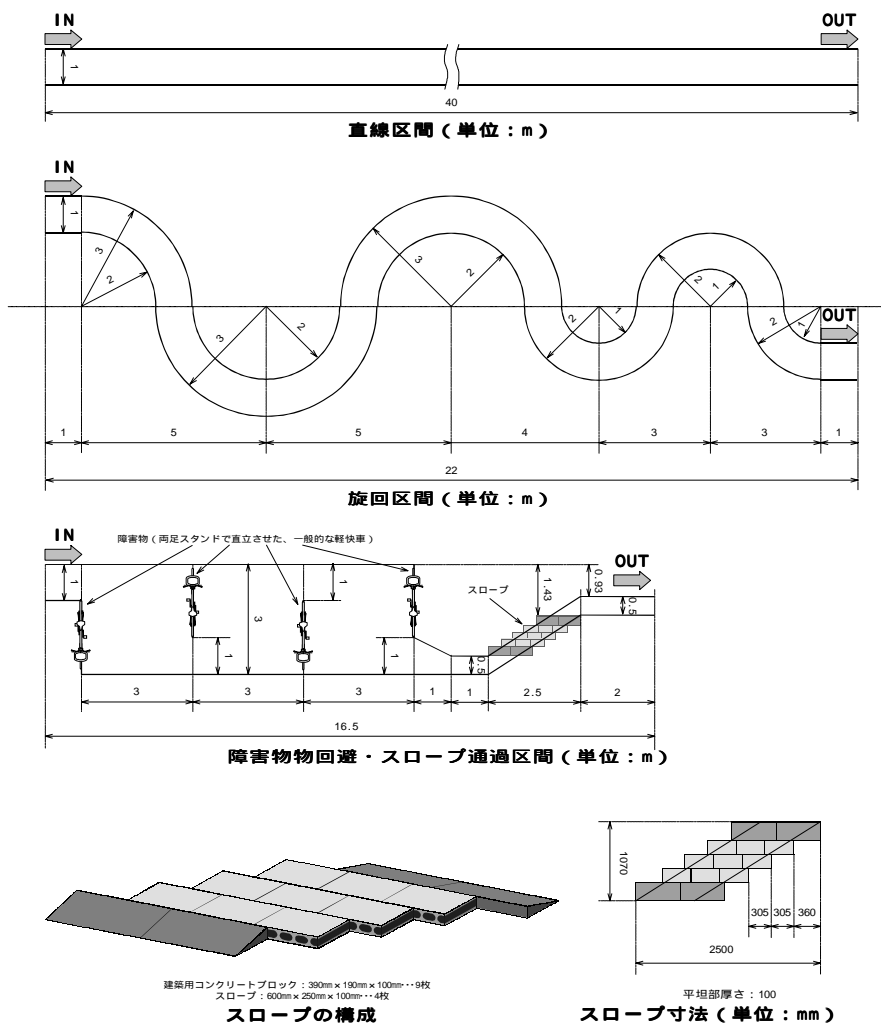 IN
OUT
1
40
直線区間(単位:m)
IN
1
3
2
3
2
3
2
2
1
2
1
2
1
OUT
1
5
5
4
3
3
1
22
旋回区間(単位:m)
IN
障害物(両足スタンドで直立させた、一般的な軽快車)
OUT
1
1
3
1
1
1.43
0.93
0.5
スロープ
0.5
3
3
3
1
1
2.5
2
16.5
障害物物回避・スロープ通過区間(単位:m)
1070
305
305
360
2500
建築用コンクリートブロック:390mm×190mm×100mm…9枚
スロープ:600mm×250mm×100mm…4枚
スロープの構成
平坦部厚さ:100
スロープ寸法(単位:mm)